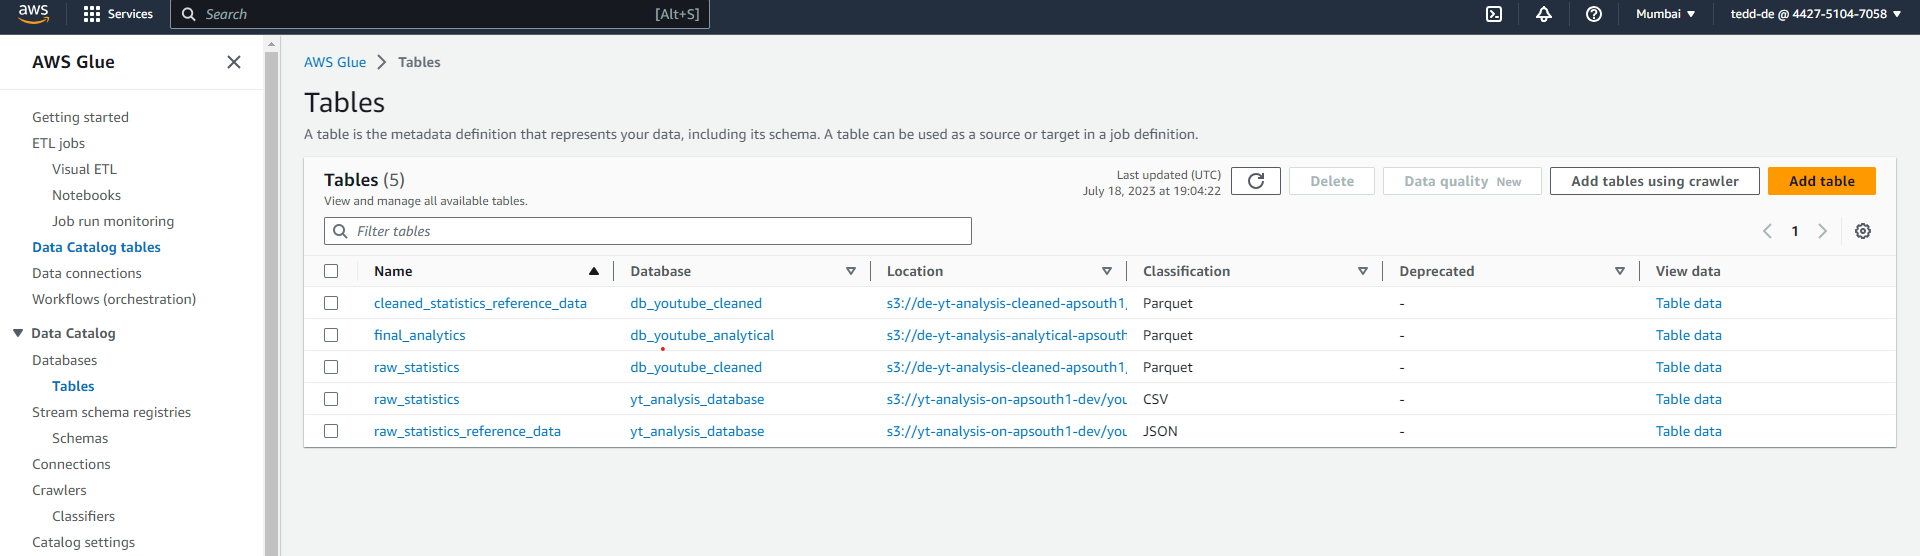 aws
Services
Search [Alt+S]
Mumbai
tedd-de @ 4427-5104-7058
AWS Glue
Getting started
ETL jobs
Visual ETL
Notebooks
Job run monitoring
Data Catalog tables
Data connections
Workflows (orchestration)
Data Catalog
Databases
Tables
Stream schema registries
Schemas
Connections
Crawlers
Classifiers
Catalog settings
AWS Glue > Tables
Tables
A table is the metadata definition that represents your data, including its schema. A table can be used as a source or target in a job definition.
Tables (5)
View and manage all available tables.
Last updated (UTC)
July 18, 2023 at 19:04:22
Delete
Data quality New
Add tables using crawler
Add table
Filter tables
1
Name Database Location Classification Deprecated View data
cleaned_statistics_reference_data db_youtube_cleaned s3://de-yt-analysis-cleaned-apsouth1, Parquet - Table data
final_analytics db_youtube_analytical s3://de-yt-analysis-analytical-apsouth Parquet - Table data
raw_statistics db_youtube_cleaned s3://de-yt-analysis-cleaned-apsouth1, Parquet - Table data
raw_statistics yt_analysis_database s3://yt-analysis-on-apsouth1-dev/you CSV - Table data
raw_statistics_reference_data yt_analysis_database s3://yt-analysis-on-apsouth1-dev/you JSON - Table data